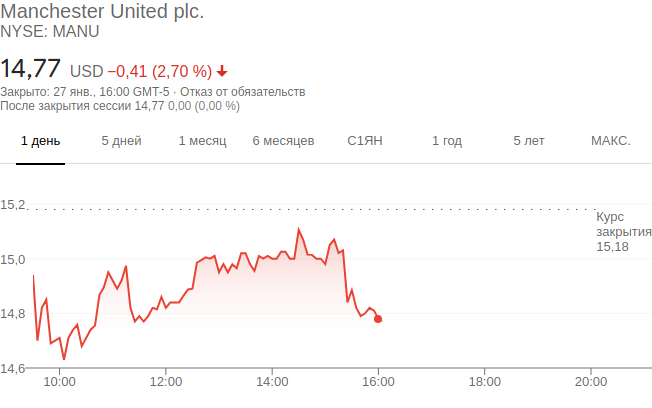 Manchester United plc.
NYSE: MANU
14,77 USD −0,41 (2,70 %)
Закрыто: 27 янв., 16:00 GMT-5 · Отказ от обязательств
После закрытия сессии 14,77 0,00 (0,00 %)
1 день 5 дней 1 месяц 6 месяцев С1ЯН 1 год 5 лет МАКС.
15,2
Курс
закрытия
15,18
15,0
14,8
14,6
10:00 12:00 14:00 16:00 18:00 20:00